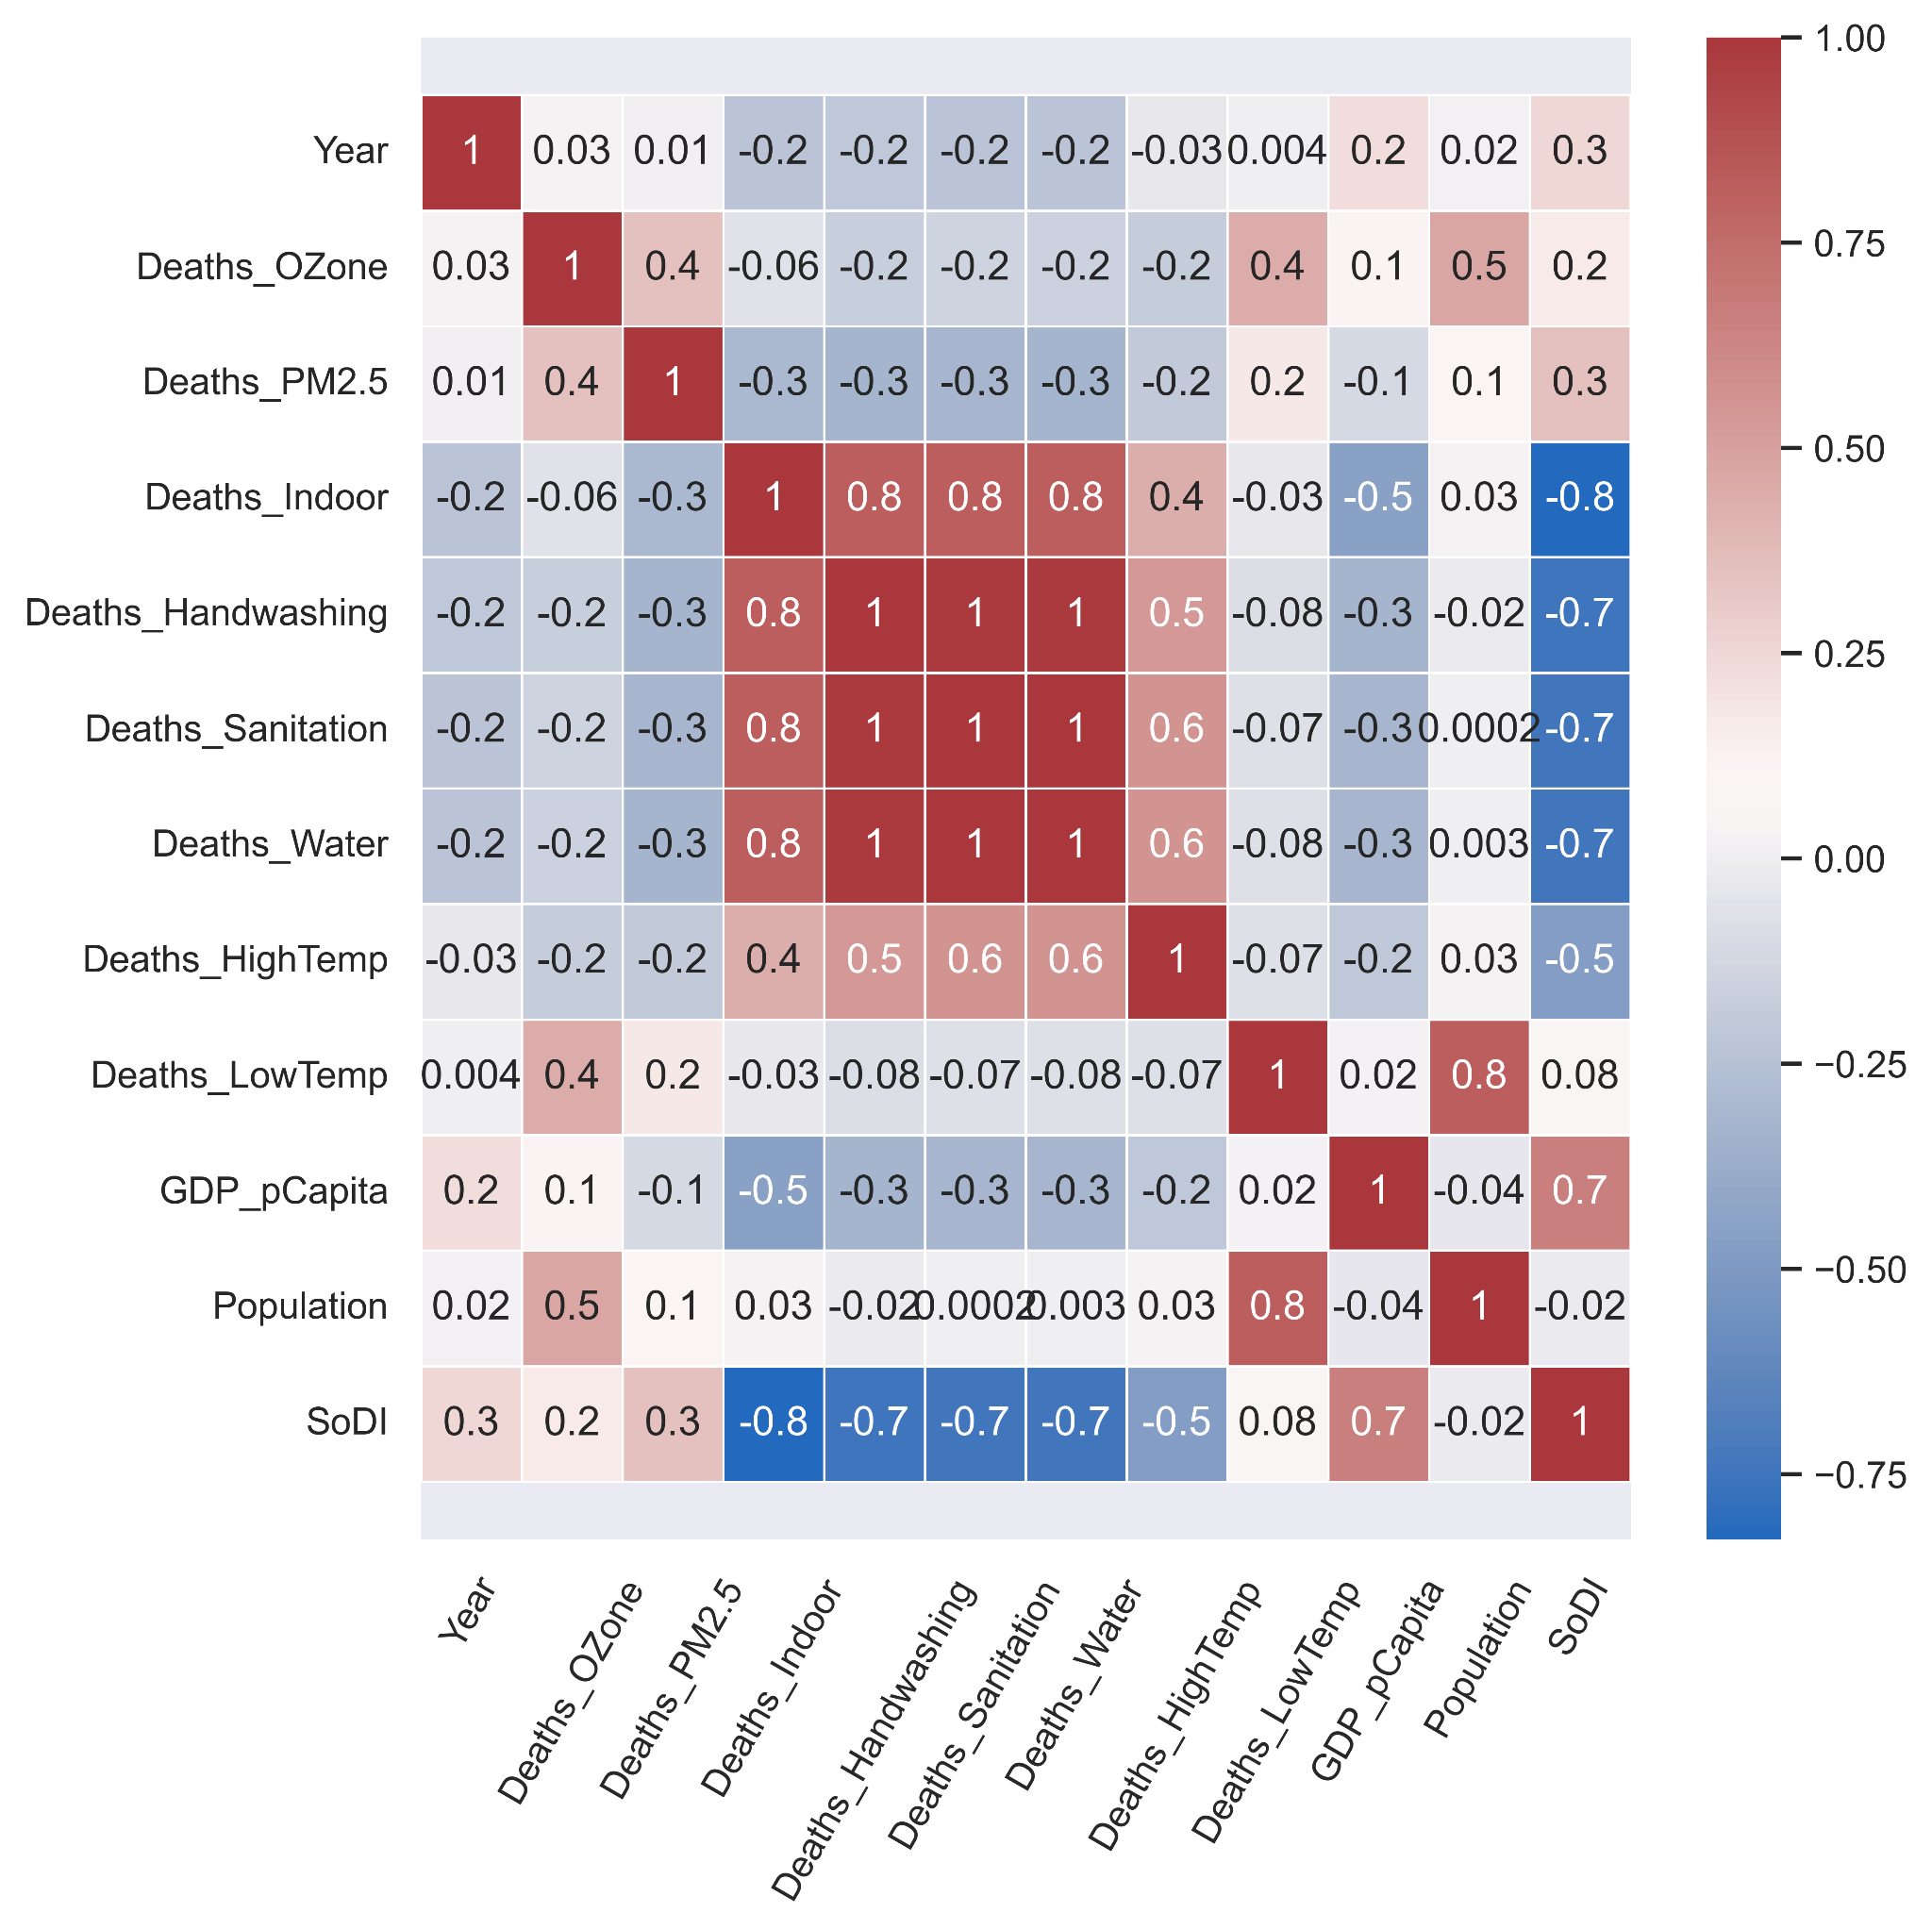 Year 1 0.03 0.01 -0.2 -0.2 -0.2 -0.2 -0.03 0.004 0.2 0.02 0.3
Deaths_OZone 0.03 1 0.4 -0.06 -0.2 -0.2 -0.2 -0.2 0.4 0.1 0.5 0.2
Deaths_PM2.5 0.01 0.4 1 -0.3 -0.3 -0.3 -0.3 -0.2 0.2 -0.1 0.1 0.3
Deaths_Indoor -0.2 -0.06 -0.3 1 0.8 0.8 0.8 0.4 -0.03 -0.5 0.03 -0.8
Deaths_Handwashing -0.2 -0.2 -0.3 0.8 1 1 1 0.5 -0.08 -0.3 -0.02 -0.7
Deaths_Sanitation -0.2 -0.2 -0.3 0.8 1 1 1 0.6 -0.07 -0.3 0.0002 -0.7
Deaths_Water -0.2 -0.2 -0.3 0.8 1 1 1 0.6 -0.08 -0.3 0.003 -0.7
Deaths_HighTemp -0.03 -0.2 -0.2 0.4 0.5 0.6 0.6 1 -0.07 -0.2 0.03 -0.5
Deaths_LowTemp 0.004 0.4 0.2 -0.03 -0.08 -0.07 -0.08 -0.07 1 0.02 0.8 0.08
GDP_pCapita 0.2 0.1 -0.1 -0.5 -0.3 -0.3 -0.3 -0.2 0.02 1 -0.04 0.7
Population 0.02 0.5 0.1 0.03 -0.02 0.0002 0.003 0.03 0.8 -0.04 1 -0.02
SoDI 0.3 0.2 0.3 -0.8 -0.7 -0.7 -0.7 -0.5 0.08 0.7 -0.02 1
Year
Deaths_OZone
Deaths_PM2.5
Deaths_Indoor
Deaths_Handwashing
Deaths_Sanitation
Deaths_Water
Deaths_HighTemp
Deaths_LowTemp
GDP_pCapita
Population
SoDI
1.00
0.75
0.50
0.25
0.00
−0.25
−0.50
−0.75